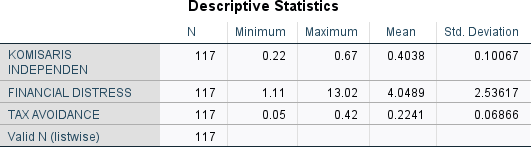 Descriptive Statistics
N Minimum Maximum Mean Std. Deviation
KOMISARIS INDEPENDEN 117 0.22 0.67 0.4038 0.10067
FINANCIAL DISTRESS 117 1.11 13.02 4.0489 2.53617
TAX AVOIDANCE 117 0.05 0.42 0.2241 0.06866
Valid N (listwise) 117